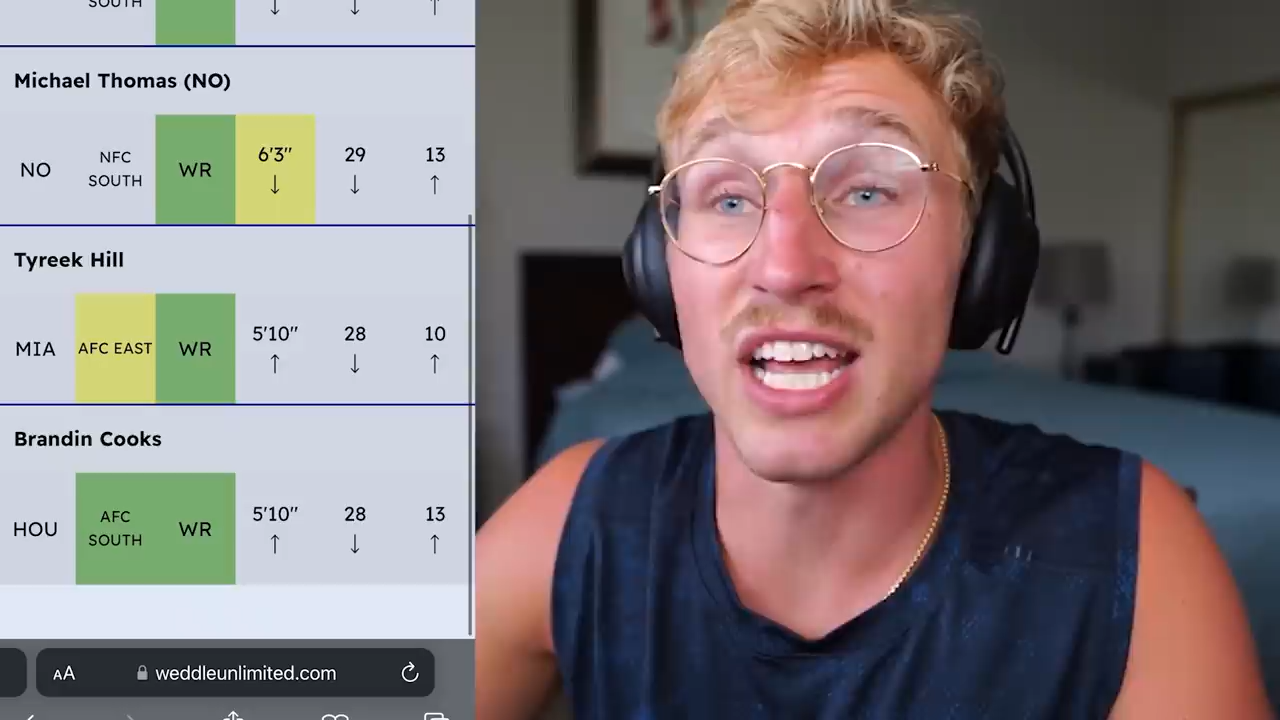 SOUTH
↓ ↓ ↑
Michael Thomas (NO)
NO NFC SOUTH WR 6'3" 29 13
↓ ↓ ↑
Tyreek Hill
MIA AFC EAST WR 5'10" 28 10
↑ ↓ ↑
Brandin Cooks
HOU AFC SOUTH WR 5'10" 28 13
↑ ↓ ↑
AA weddleunlimited.com